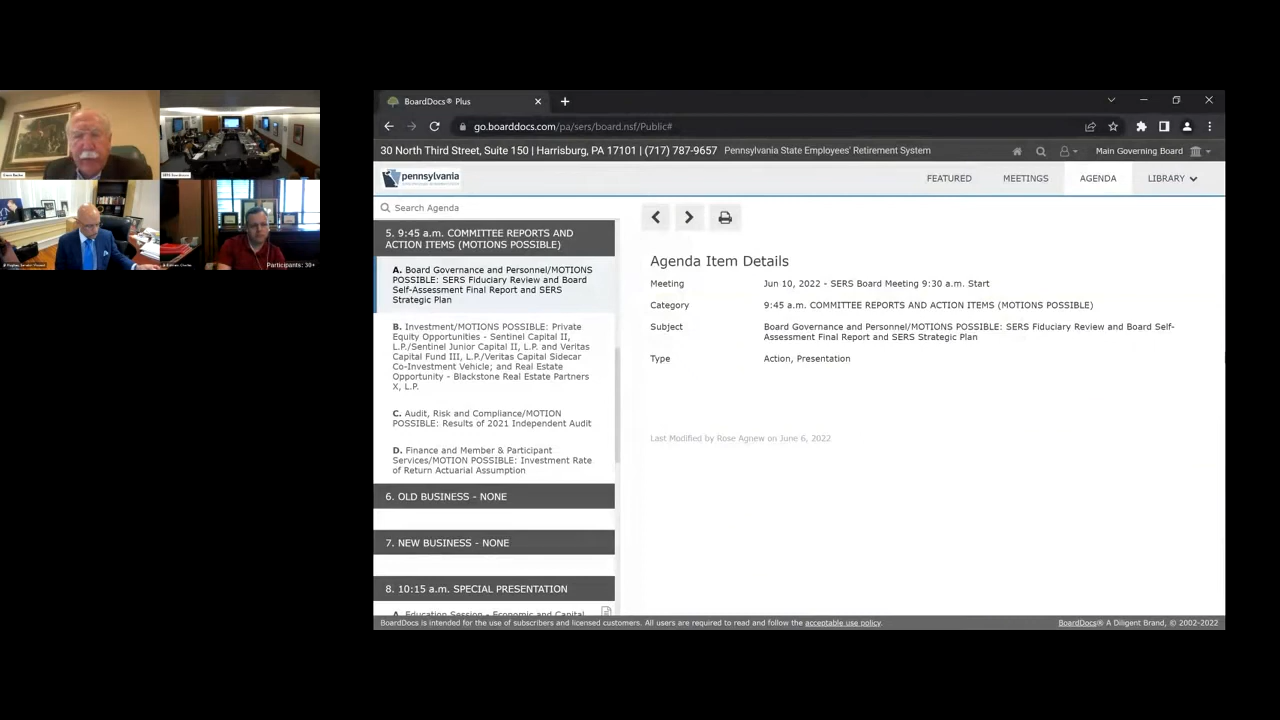 BoardDocs® Plus
go.boarddocs.com/pa/sers/board.nsf/Public#
30 North Third Street, Suite 150 | Harrisburg, PA 17101 | (717) 787-9657 Pennsylvania State Employees' Retirement System
Main Governing Board
pennsylvania
FEATURED MEETINGS AGENDA LIBRARY
Search Agenda
5. 9:45 a.m. COMMITTEE REPORTS AND
ACTION ITEMS (MOTIONS POSSIBLE)
A. Board Governance and Personnel/MOTIONS
POSSIBLE: SERS Fiduciary Review and Board
Self-Assessment Final Report and SERS
Strategic Plan
B. Investment/MOTIONS POSSIBLE: Private
Equity Opportunities - Sentinel Capital II,
L.P./Sentinel Junior Capital II, L.P. and Veritas
Capital Fund III, L.P./Veritas Capital Sidecar
Co-Investment Vehicle; and Real Estate
Opportunity - Blackstone Real Estate Partners
X, L.P.
C. Audit, Risk and Compliance/MOTION
POSSIBLE: Results of 2021 Independent Audit
D. Finance and Member & Participant
Services/MOTION POSSIBLE: Investment Rate
of Return Actuarial Assumption
6. OLD BUSINESS - NONE
7. NEW BUSINESS - NONE
8. 10:15 a.m. SPECIAL PRESENTATION
A. Education Session - Economic and Capital
Agenda Item Details
Meeting Jun 10, 2022 - SERS Board Meeting 9:30 a.m. Start
Category 9:45 a.m. COMMITTEE REPORTS AND ACTION ITEMS (MOTIONS POSSIBLE)
Subject Board Governance and Personnel/MOTIONS POSSIBLE: SERS Fiduciary Review and Board Self-
Assessment Final Report and SERS Strategic Plan
Type Action, Presentation
Last Modified by Rose Agnew on June 6, 2022
BoardDocs is intended for the use of subscribers and licensed customers. All users are required to read and follow the acceptable use policy.
BoardDocs® A Diligent Brand, © 2002-2022
Participants: 30+